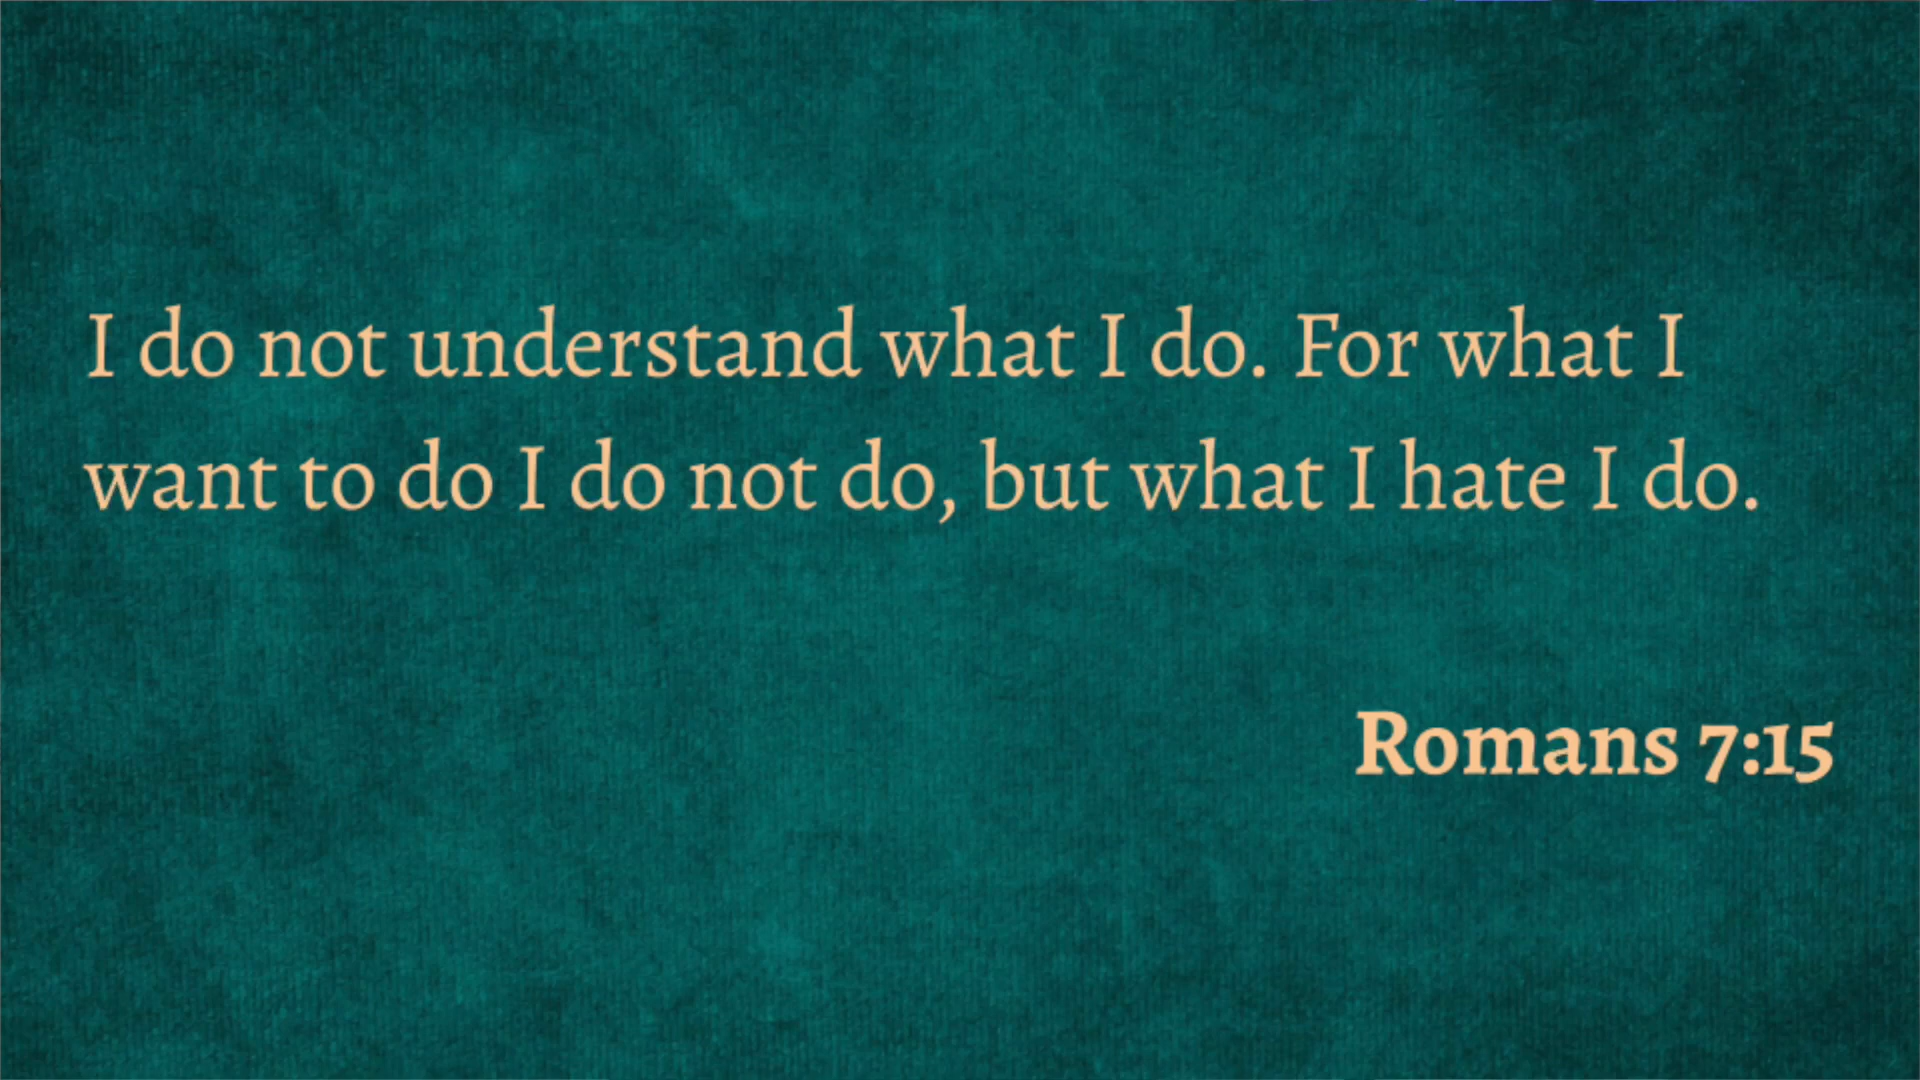 I do not understand what I do. For what I
want to do I do not do, but what I hate I do.
Romans 7:15